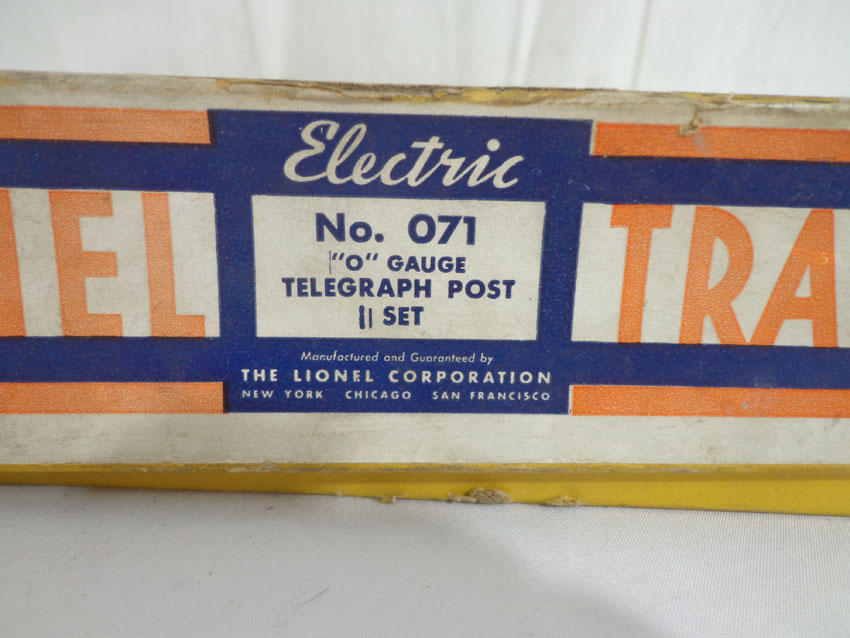 Electric
NEL
No. 071
"O" GAUGE
TELEGRAPH POST
SET
TRA
Manufactured and Guaranteed by
THE LIONEL CORPORATION
NEW YORK CHICAGO SAN FRANCISCO